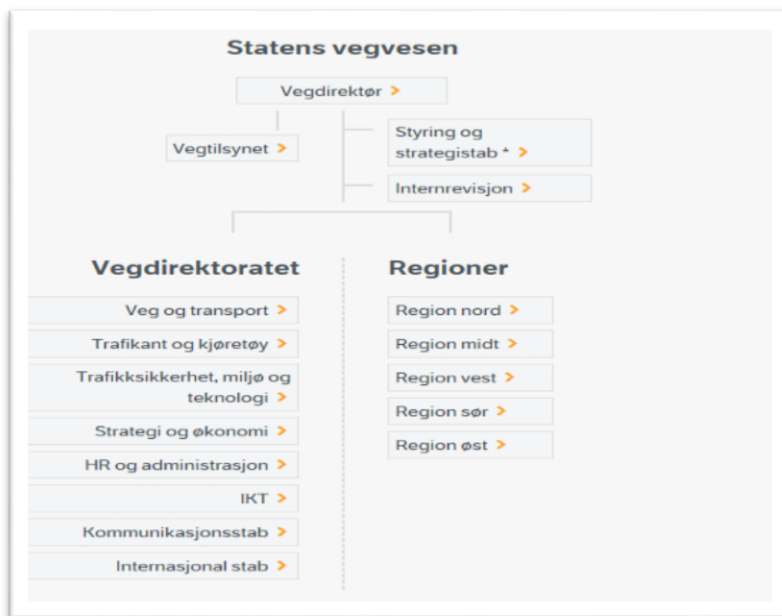 Statens vegvesen
Vegdirektør >
Vegtilsynet >
Styring og
strategistab * >
Internrevisjon >
Vegdirektoratet
Veg og transport >
Trafikant og kjøretøy >
Trafikksikkerhet, miljø og
teknologi >
Strategi og økonomi >
HR og administrasjon >
IKT >
Kommunikasjonsstab >
Internasjonal stab >
Regioner
Region nord >
Region midt >
Region vest >
Region sør >
Region øst >